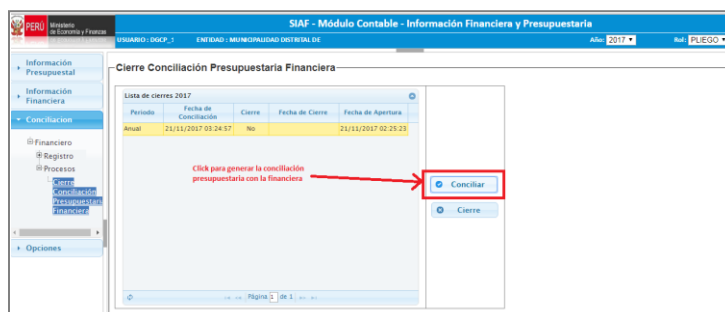 PERÚ
Ministerio
de Economía y Finanzas
SIAF - Módulo Contable - Información Financiera y Presupuestaria
USUARIO : DGCP_1 ENTIDAD : MUNICIPALIDAD DISTRITAL DE Año: 2017 Rol: PLIEGO
Información
Presupuestal
Información
Financiera
Conciliacion
Financiero
Registro
Procesos
Cierre
Conciliación
Presupuestaria
Financiera
Opciones
Cierre Conciliación Presupuestaria Financiera
Lista de cierres 2017
Periodo Fecha de Conciliación Cierre Fecha de Cierre Fecha de Apertura
Anual 21/11/2017 03:24:57 No 21/11/2017 02:25:23
Click para generar la conciliación
presupuestaria con la financiera
Conciliar
Cierre
Página 1 de 1